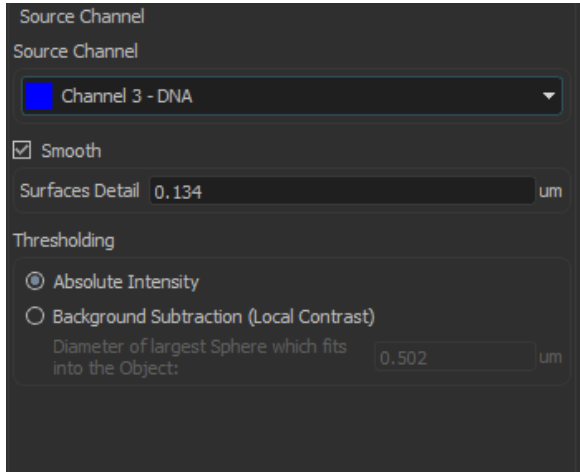 Source Channel
Source Channel
Channel 3 - DNA
Smooth
Surfaces Detail 0.134 um
Thresholding
Absolute Intensity
Background Subtraction (Local Contrast)
Diameter of largest Sphere which fits
into the Object: 0.502 um